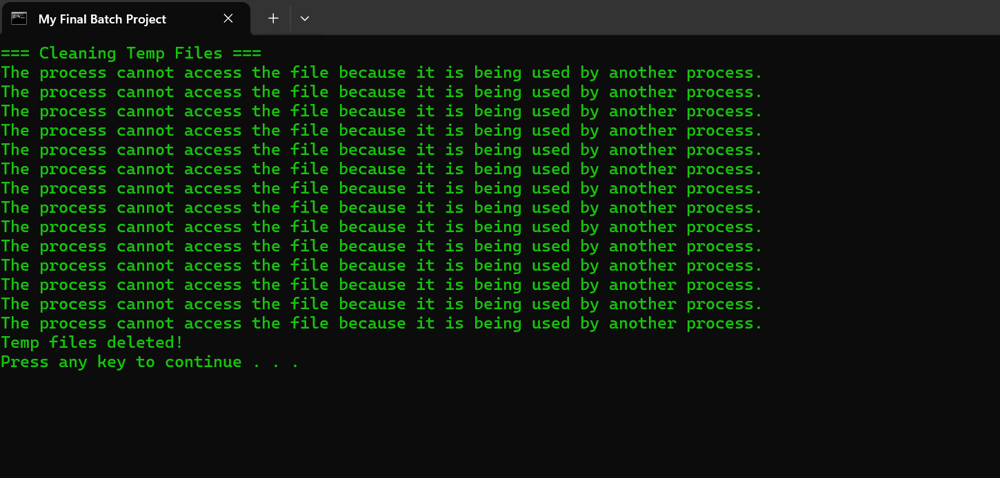 My Final Batch Project
=== Cleaning Temp Files ===
The process cannot access the file because it is being used by another process.
The process cannot access the file because it is being used by another process.
The process cannot access the file because it is being used by another process.
The process cannot access the file because it is being used by another process.
The process cannot access the file because it is being used by another process.
The process cannot access the file because it is being used by another process.
The process cannot access the file because it is being used by another process.
The process cannot access the file because it is being used by another process.
The process cannot access the file because it is being used by another process.
The process cannot access the file because it is being used by another process.
The process cannot access the file because it is being used by another process.
The process cannot access the file because it is being used by another process.
The process cannot access the file because it is being used by another process.
The process cannot access the file because it is being used by another process.
Temp files deleted!
Press any key to continue . . .